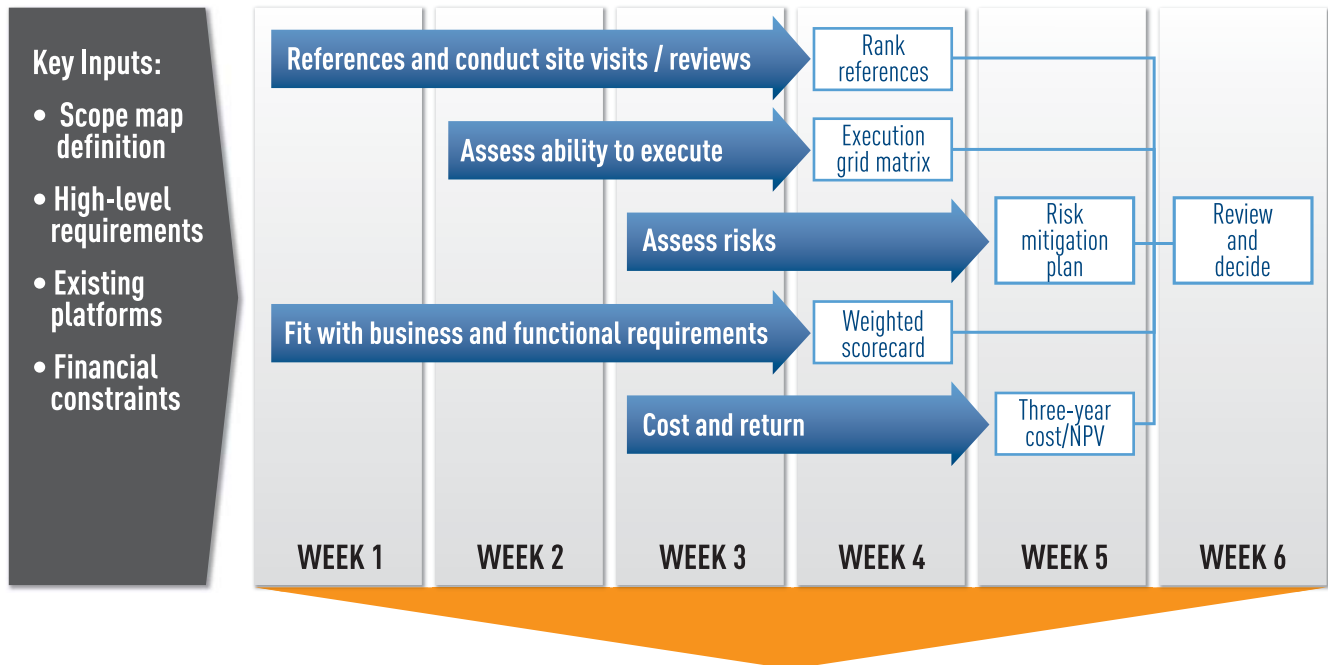 Key Inputs:
• Scope map
definition
• High-level
requirements
• Existing
platforms
• Financial
constraints
References and conduct site visits / reviews
Rank
references
Assess ability to execute
Execution
grid matrix
Assess risks
Risk
mitigation
plan
Review
and
decide
Fit with business and functional requirements
Weighted
scorecard
Cost and return
Three-year
cost/NPV
WEEK 1
WEEK 2
WEEK 3
WEEK 4
WEEK 5
WEEK 6